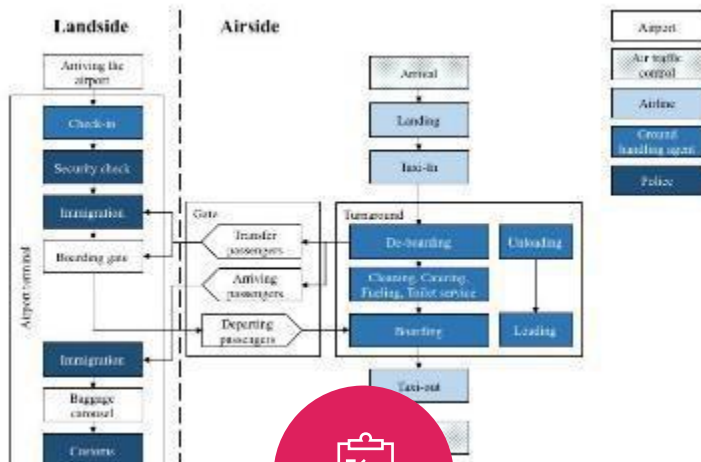 Landside
Airside
Arriving the
airport
Check-in
Security check
Immigration
Boarding gate
Airport terminal
Immigration
Baggage
carousel
Customs
Gate
Transfer
passengers
Arriving
passengers
Departing
passengers
Arrival
Landing
Taxi-in
Turnaround
De-boarding
Unloading
Cleaning, Catering,
Fueling, Toilet service
Boarding
Loading
Taxi-out
Airport
Air traffic
control
Airline
Ground
handling agent
Police